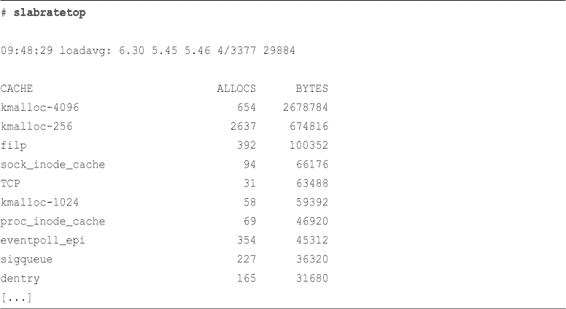 # slabratetop
09:48:29 loadavg: 6.30 5.45 5.46 4/3377 29884
CACHE ALLOCS BYTES
kmalloc-4096 654 2678784
kmalloc-256 2637 674816
filp 392 100352
sock_inode_cache 94 66176
TCP 31 63488
kmalloc-1024 58 59392
proc_inode_cache 69 46920
eventpoll_epi 354 45312
sigqueue 227 36320
dentry 165 31680
[...]